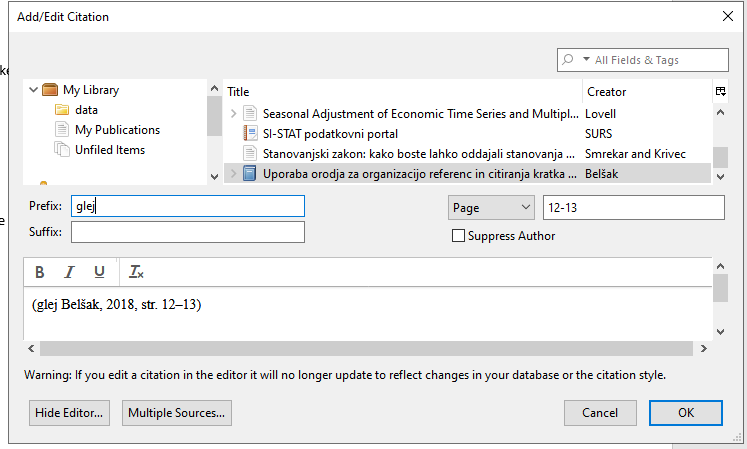 Add/Edit Citation
All Fields & Tags
ke
My Library
data
My Publications
Unfiled Items
Title Creator
Seasonal Adjustment of Economic Time Series and Multipl... Lovell
SI-STAT podatkovni portal SURS
Stanovanjski zakon: kako boste lahko oddajali stanovanja ... Smrekar and Krivec
Uporaba orodja za organizacijo referenc in citiranja kratka ... Belšak
Prefix: glej Page 12-13
e
Suffix: Suppress Author
B I U Tx
(glej Belšak, 2018, str. 12–13)
Warning: If you edit a citation in the editor it will no longer update to reflect changes in your database or the citation style.
Hide Editor... Multiple Sources... Cancel OK